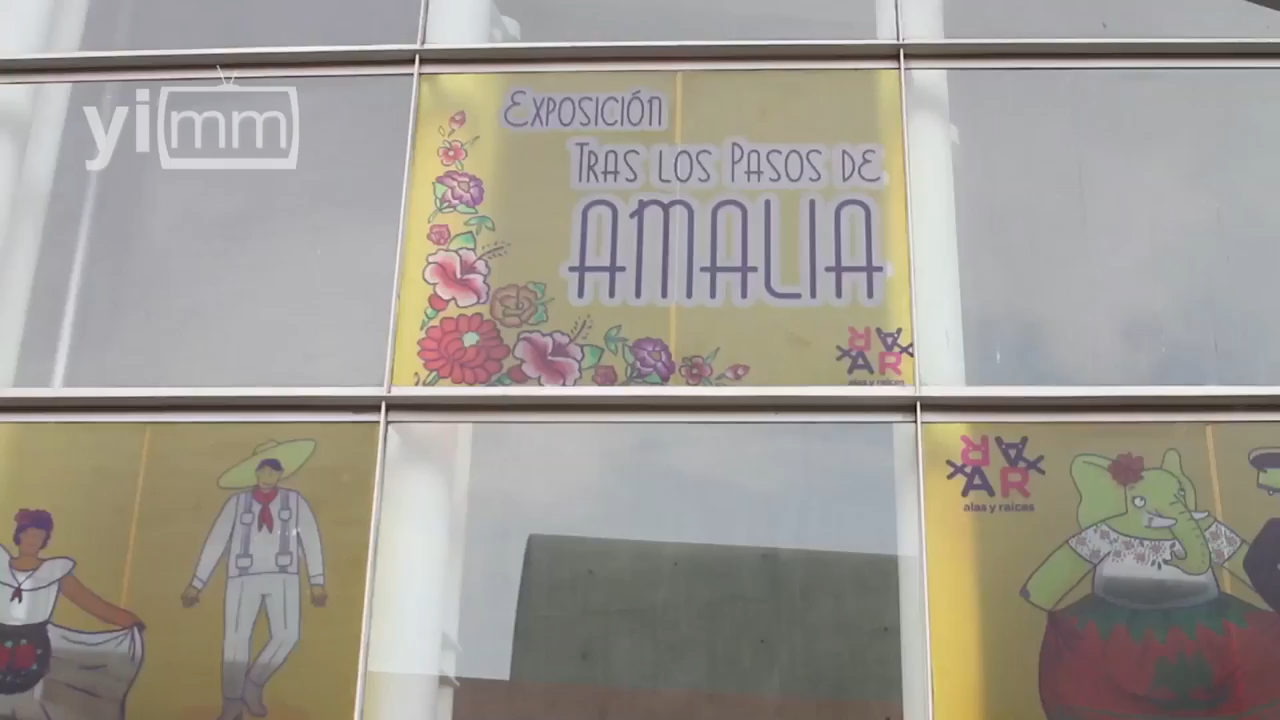 yimm
EXPOSICIÓN
TRAS LOS PASOS DE
AMALIA
alas y raíces
alas y raíces